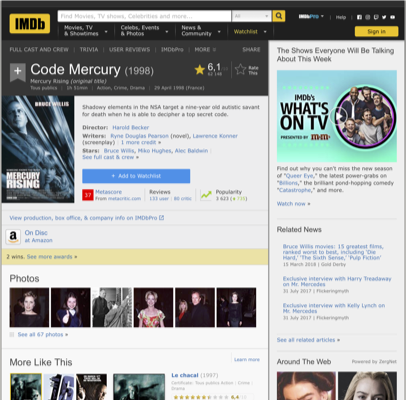 IMDb
Find Movies, TV shows, Celebrities and more...
All
Movies, TV
& Showtimes
Celebs, Events
& Photos
News &
Community
Watchlist
IMDbPro
Help
Sign in
FULL CAST AND CREW | TRIVIA | USER REVIEWS | IMDbPro | MORE
SHARE
Code Mercury (1998)
Mercury Rising (original title)
Tous publics | 1h 51min | Action, Crime, Drama | 29 April 1998 (France)
6,1
Rate
This
BRUCE WILLIS
MERCURY
RISING
Shadowy elements in the NSA target a nine-year old autistic savant
for death when he is able to decipher a top secret code.
Director: Harold Becker
Writers: Ryne Douglas Pearson (novel), Lawrence Konner
(screenplay) | 1 more credit »
Stars: Bruce Willis, Miko Hughes, Alec Baldwin |
See full cast & crew »
+ Add to Watchlist
37
Metascore
From metacritic.com
Reviews
133 user | 80 critic
Popularity
View production, box office, & company info on IMDbPro
a
On Disc
at Amazon
2 wins. See more awards »
Photos
See all 67 photos »
More Like This
Learn more
Le chacal (1997)
The Shows Everyone Will Be Talking
About This Week
IMDb's
WHAT'S
ON TV
PRESENTED BY m&m's
Find out why you can't miss the new season
of "Queer Eye," the latest power-grabs on
"Billions," the brilliant pond-hopping comedy
"Catastrophe," and more.
Watch now »
Related News
Bruce Willis movies: 15 greatest films,
ranked worst to best, including 'Die
Hard,' 'The Sixth Sense,' 'Pulp Fiction'
15 March 2019 | Gold Derby
Exclusive interview with Harry Treadaway
on Mr. Mercedes
31 July 2017 | Flickeringmyth
Exclusive interview with Kelly Lynch on
Mr. Mercedes
31 July 2017 | Flickeringmyth
See all related articles »
Around The Web
Powered by ZergNet